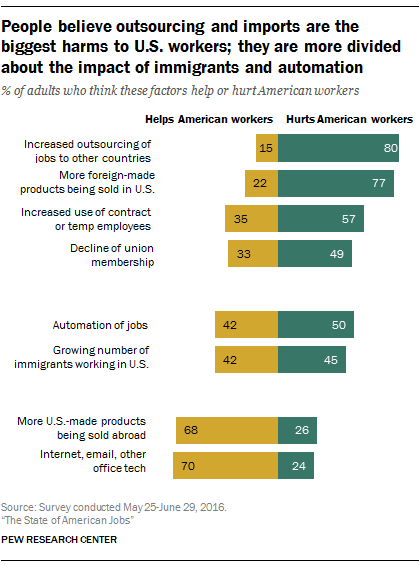 People believe outsourcing and imports are the
biggest harms to U.S. workers; they are more divided
about the impact of immigrants and automation
% of adults who think these factors help or hurt American workers
Helps American workers Hurts American workers
Increased outsourcing of
jobs to other countries
15 80
More foreign-made
products being sold in U.S.
22 77
Increased use of contract
or temp employees
35 57
Decline of union
membership
33 49
Automation of jobs 42 50
Growing number of
immigrants working in U.S.
42 45
More U.S.-made products
being sold abroad
68 26
Internet, email, other
office tech
70 24
Source: Survey conducted May 25-June 29, 2016.
“The State of American Jobs”
PEW RESEARCH CENTER